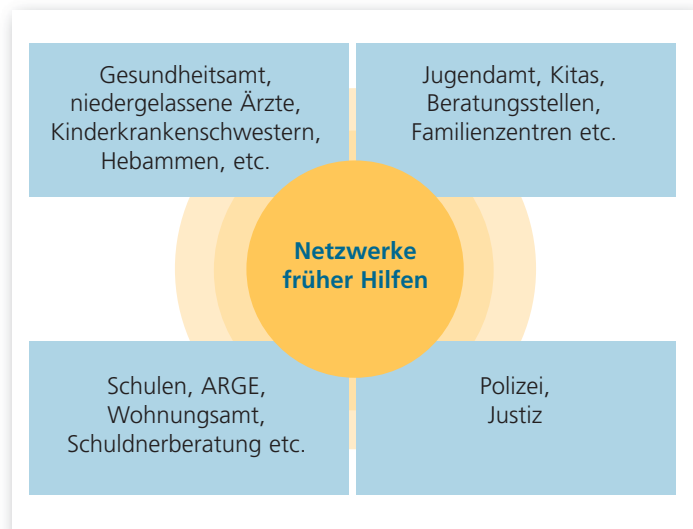 Gesundheitsamt,
niedergelassene Ärzte,
Kinderkrankenschwestern,
Hebammen, etc.
Jugendamt, Kitas,
Beratungsstellen,
Familienzentren etc.
Netzwerke
früher Hilfen
Schulen, ARGE,
Wohnungsamt,
Schuldnerberatung etc.
Polizei,
Justiz